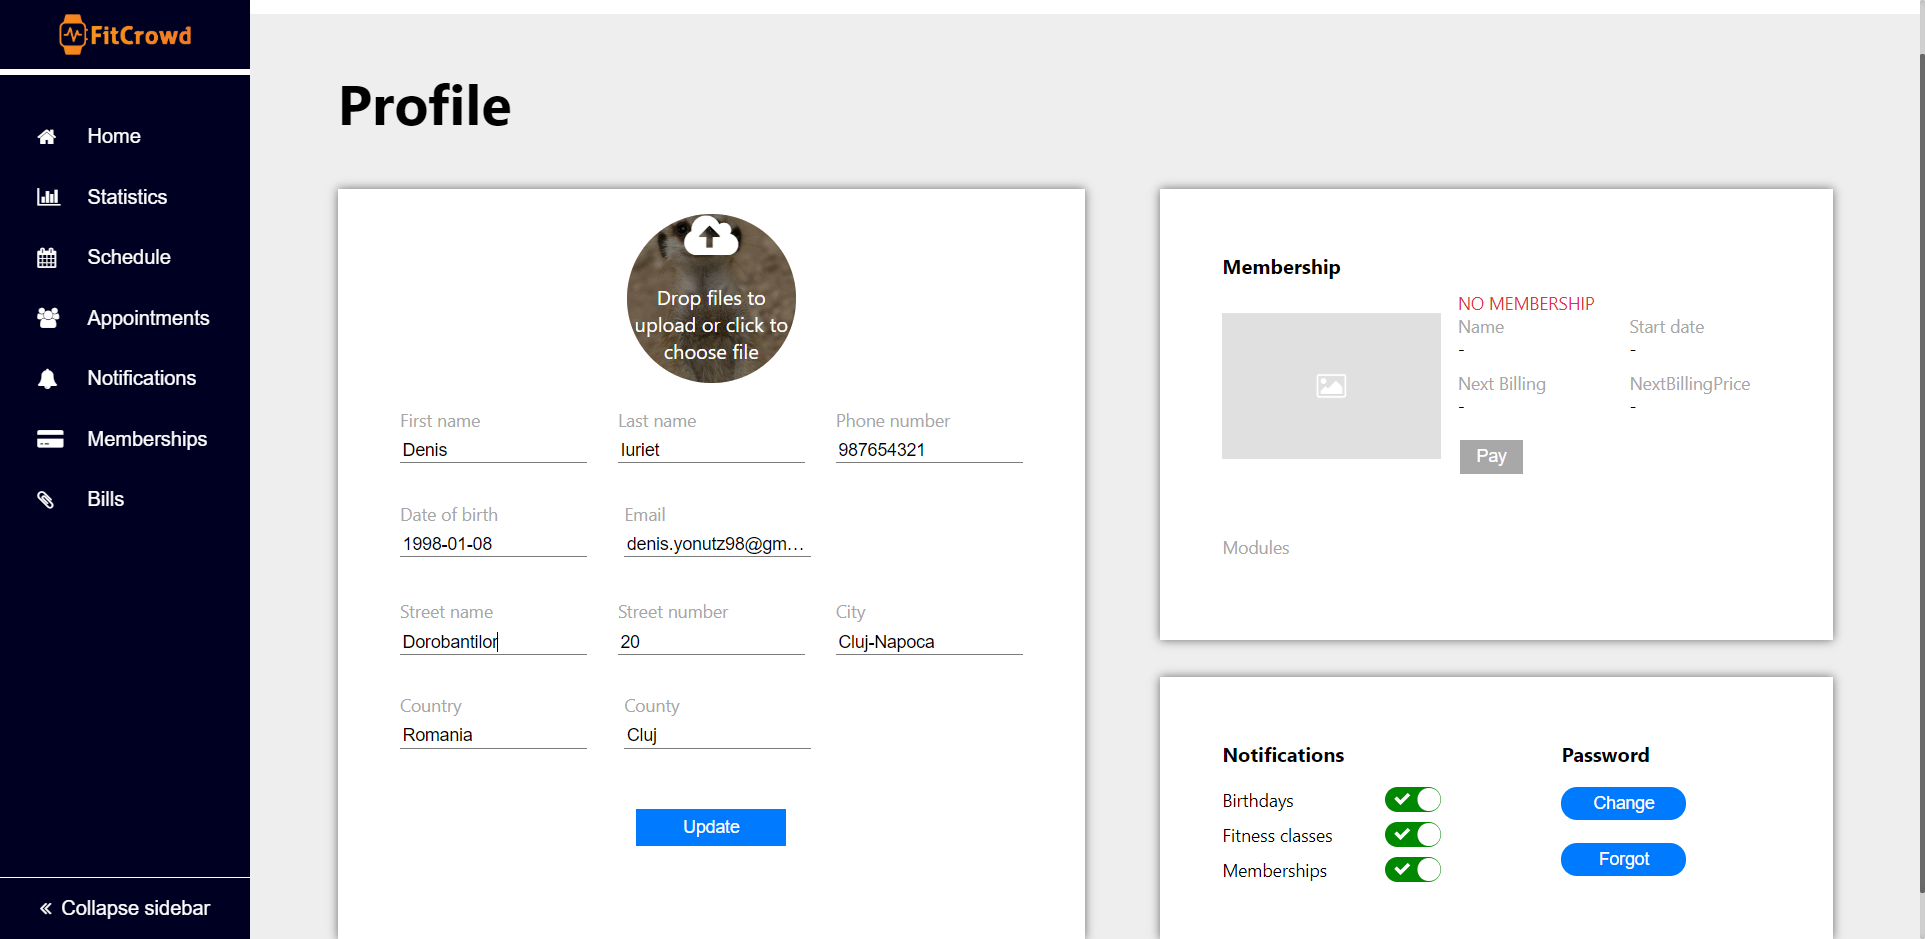 FitCrowd
Home
Statistics
Schedule
Appointments
Notifications
Memberships
Bills
Collapse sidebar
Profile
Drop files to
upload or click to
choose file
First name Last name Phone number
Denis Iuriet 987654321
Date of birth Email
1998-01-08 denis.yonutz98@gm...
Street name Street number City
Dorobantilor 20 Cluj-Napoca
Country County
Romania Cluj
Update
Membership
NO MEMBERSHIP
Name Start date
- -
Next Billing NextBillingPrice
- -
Pay
Modules
Notifications
Birthdays
Fitness classes
Memberships
Password
Change
Forgot